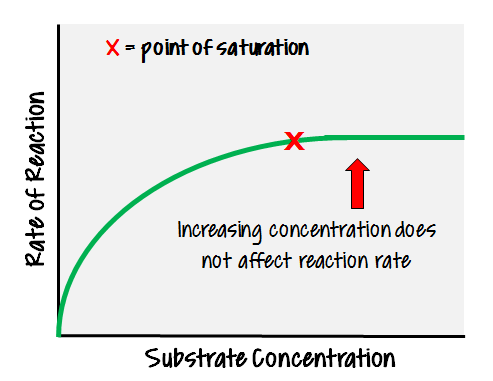 X = point of saturation
Rate of Reaction
X
Increasing concentration does
not affect reaction rate
Substrate Concentration